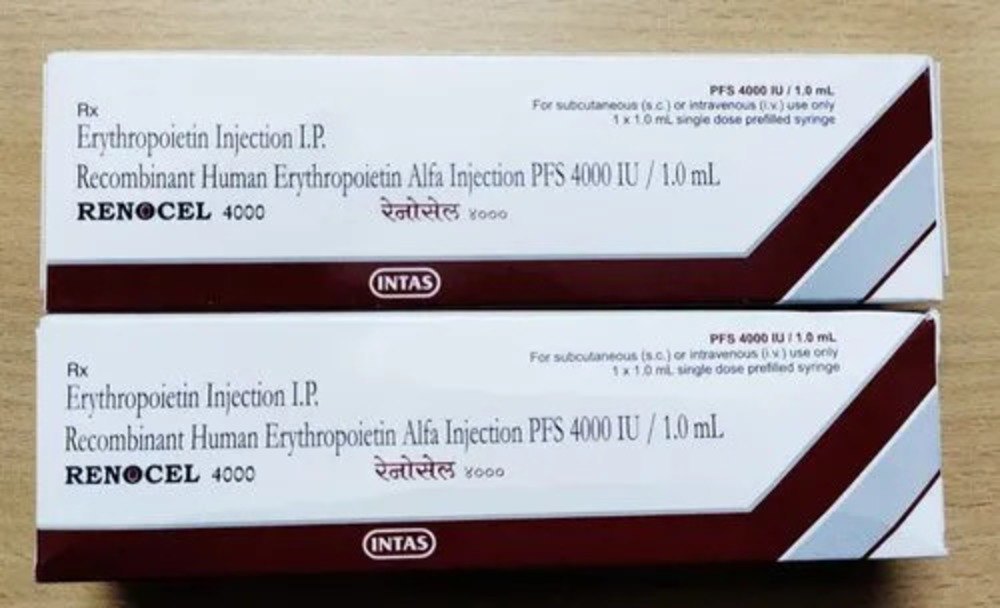 PFS 4000 IU / 1.0 mL
For subcutaneous (s.c.) or intravenous (i.v.) use only
1 x 1.0 mL single dose prefilled syringe
Rx
Erythropoietin Injection I.P.
Recombinant Human Erythropoietin Alfa Injection PFS 4000 IU / 1.0 mL
RENOCEL 4000 रेनोसेल ४०००
INTAS
PFS 4000 IU / 1.0 mL
For subcutaneous (s.c.) or intravenous (i.v.) use only
1 x 1.0 mL single dose prefilled syringe
Rx
Erythropoietin Injection I.P.
Recombinant Human Erythropoietin Alfa Injection PFS 4000 IU / 1.0 mL
RENOCEL 4000 रेनोसेल ४०००
INTAS